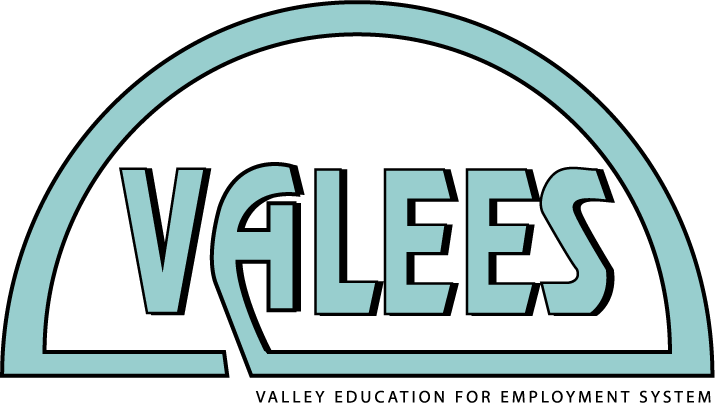 VALEES
VALLEY EDUCATION FOR EMPLOYMENT SYSTEM